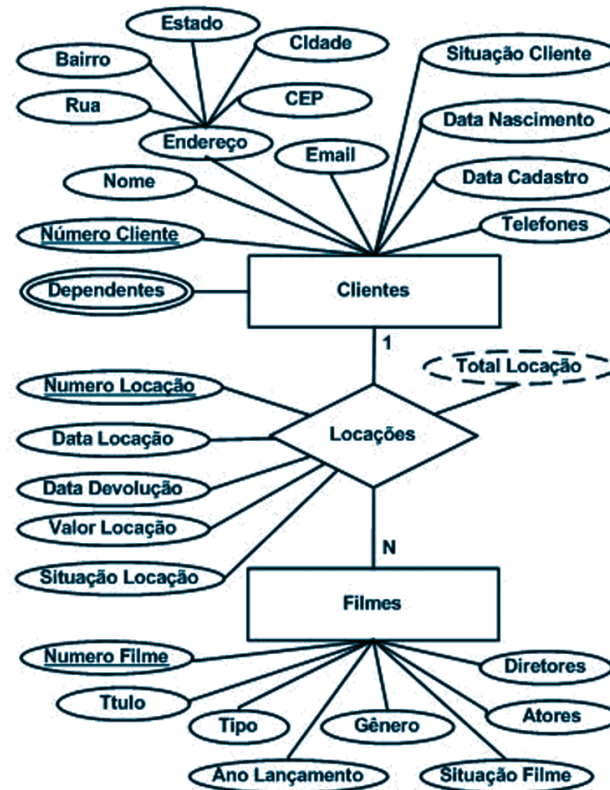 Estado
Bairro
CIdade
Situação Cliente
Rua
CEP
Endereço
Email
Data Nascimento
Nome
Data Cadastro
Número Cliente
Telefones
Dependentes
Clientes
1
Total Locação
Numero Locação
Data Locação
Locações
Data Devolução
Valor Locação
N
Situação Locação
Filmes
Numero Filme
Diretores
Ttulo
Tipo
Gênero
Atores
Ano Lançamento
Situação Filme